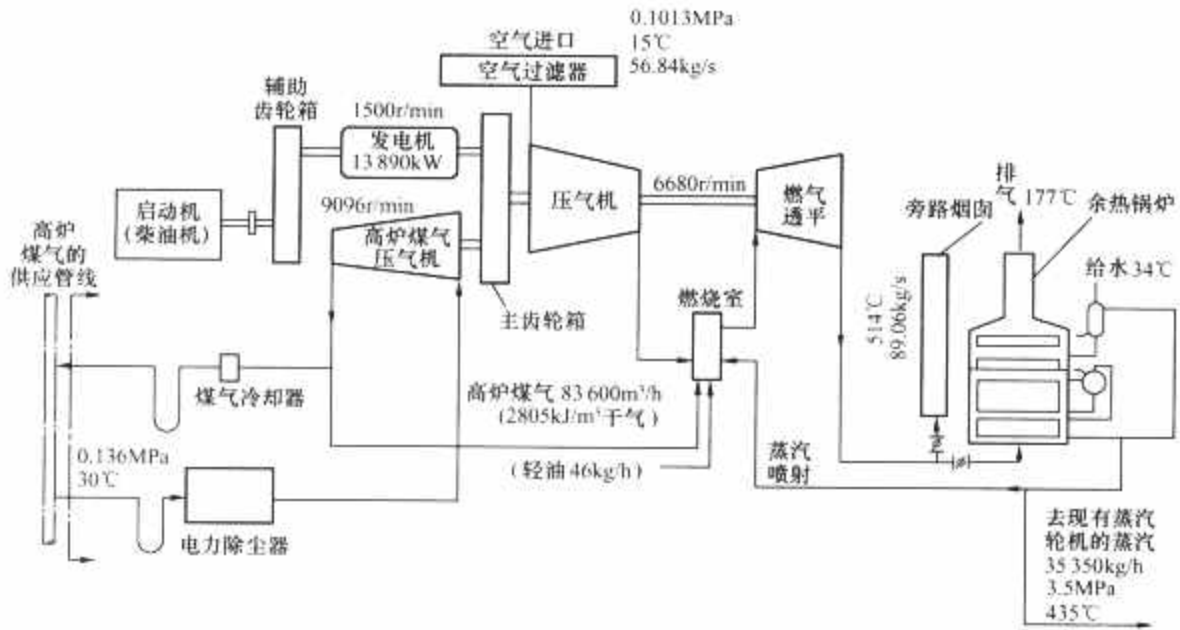 0.1013MPa
15℃
56.84kg/s
空气进口
空气过滤器
辅助
齿轮箱
1500r/min
发电机
13 890kW
启动机
(柴油机)
9096r/min
高炉煤气
压气机
主齿轮箱
压气机
6680r/min
燃气
透平
燃烧室
排气
177℃
余热锅炉
旁路烟囱
给水34℃
514℃
89.06kg/s
高炉
煤气的
供应管线
煤气冷却器
高炉煤气 83 600m³/h
(2805kJ/m³干气)
(轻油46kg/h)
蒸汽
喷射
0.136MPa
30℃
电力除尘器
去现有蒸汽
轮机的蒸汽
35 350kg/h
3.5MPa
435℃